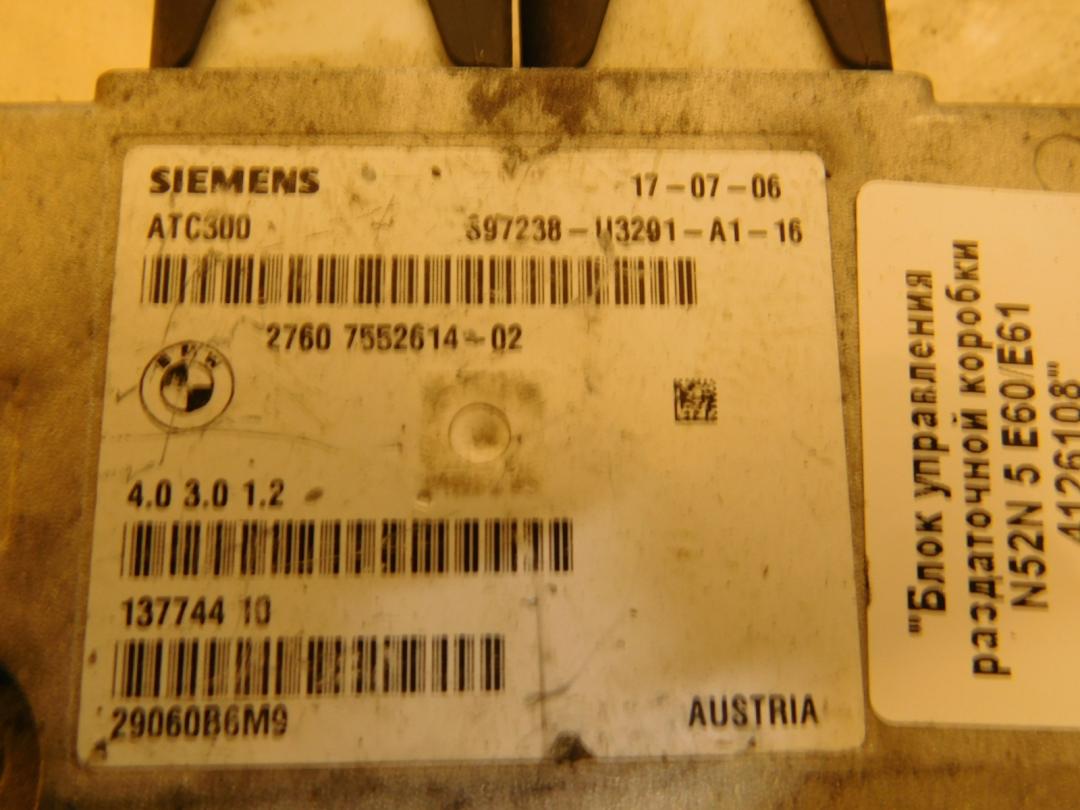 SIEMENS
17-07-06
ATC300
S97238-U3201-A1-16
2760 7552614-02
BMW
4.0 3.0 1.2
137744 10
29060B6M9
AUSTRIA
"Блок управления
раздаточной коробки
N52N 5 E60/E61
4126108"